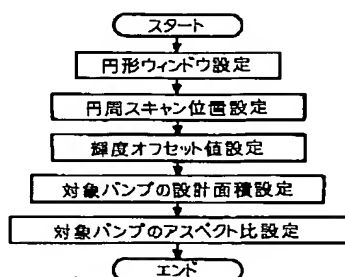 スタート
円形ウィンドウ設定
円周スキャン位置設定
輝度オフセット値設定
対象バンプの設計面積設定
対象バンプのアスペクト比設定
エンド